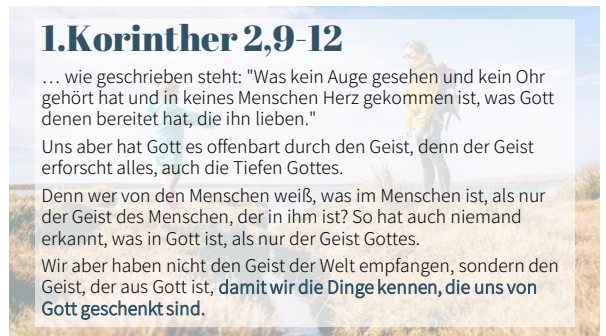 1.Korinther 2,9-12
… wie geschrieben steht: "Was kein Auge gesehen und kein Ohr
gehört hat und in keines Menschen Herz gekommen ist, was Gott
denen bereitet hat, die ihn lieben."
Uns aber hat Gott es offenbart durch den Geist, denn der Geist
erforscht alles, auch die Tiefen Gottes.
Denn wer von den Menschen weiß, was im Menschen ist, als nur
der Geist des Menschen, der in ihm ist? So hat auch niemand
erkannt, was in Gott ist, als nur der Geist Gottes.
Wir aber haben nicht den Geist der Welt empfangen, sondern den
Geist, der aus Gott ist, damit wir die Dinge kennen, die uns von
Gott geschenkt sind.